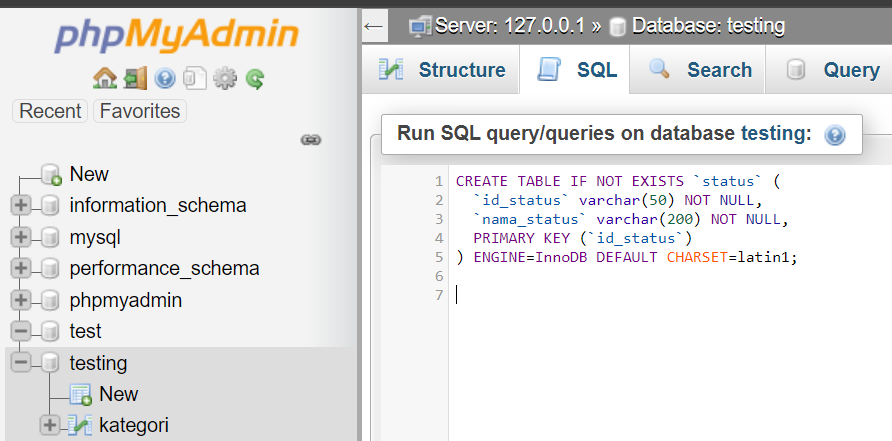 phpMyAdmin
Recent Favorites
New
information_schema
mysql
performance_schema
phpmyadmin
test
testing
New
kategori
Server: 127.0.0.1 » Database: testing
Structure SQL Search Query
Run SQL query/queries on database testing:
1 CREATE TABLE IF NOT EXISTS `status` (
2 `id_status` varchar(50) NOT NULL,
3 `nama_status` varchar(200) NOT NULL,
4 PRIMARY KEY (`id_status`)
5 ) ENGINE=InnoDB DEFAULT CHARSET=latin1;
6
7